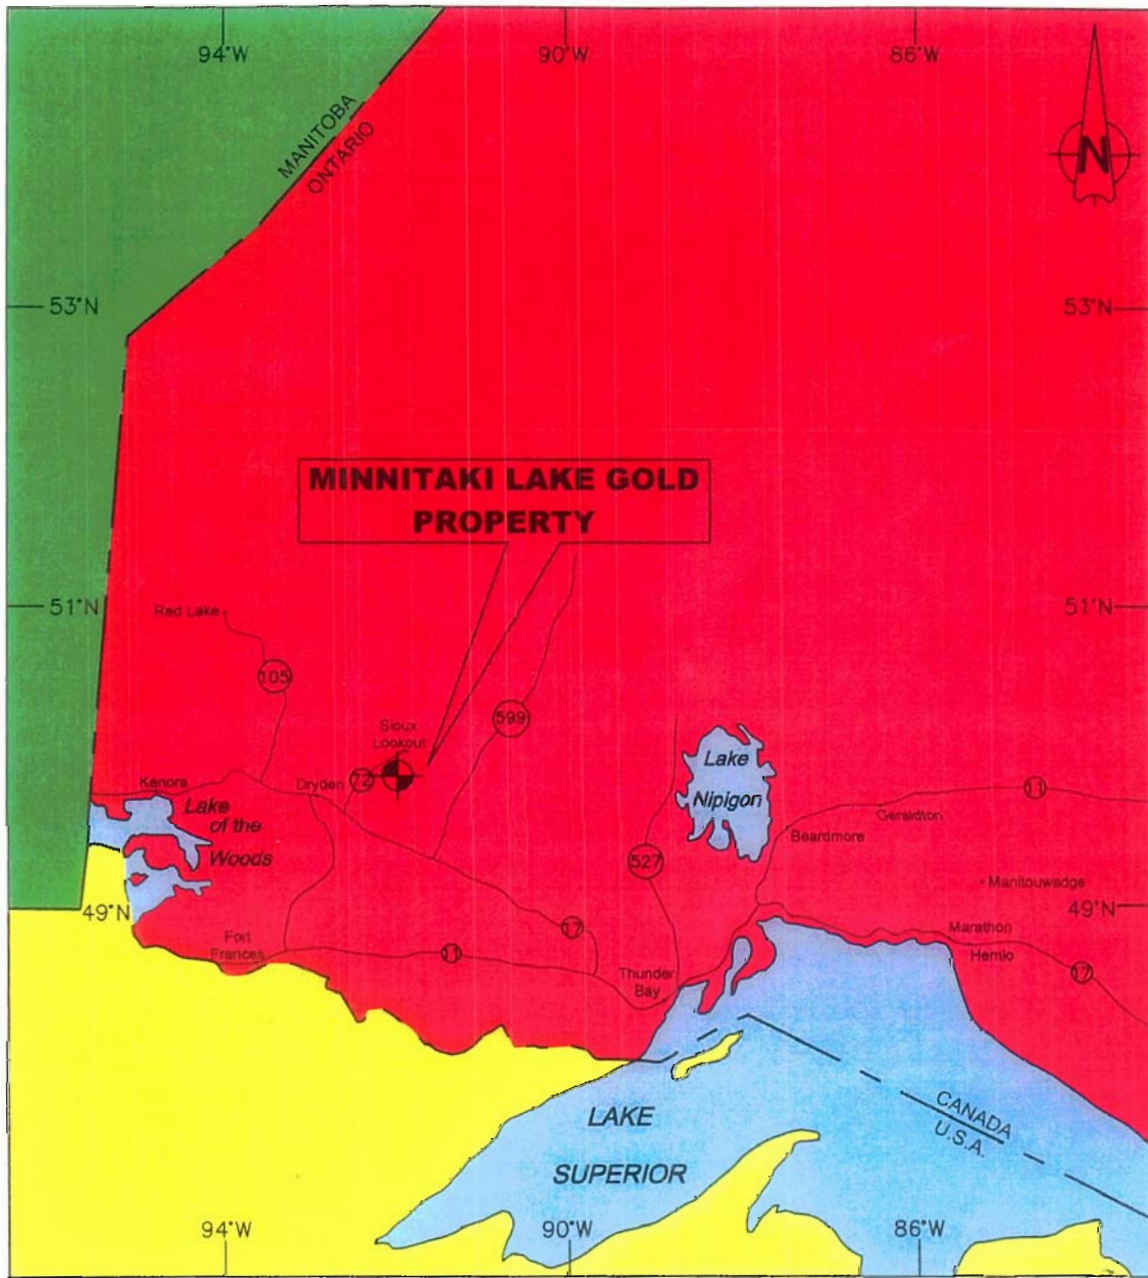 94°W
90°W
86°W
MANITOBA
ONTARIO
N
53°N
53°N
MINNITAKI LAKE GOLD
PROPERTY
51°N
51°N
Red Lake
105
599
Sioux
Lookout
72
Kenora
Dryden
Lake
of the
Woods
Lake
Nipigon
11
Geraldton
Beardmore
527
Manitouwadge
49°N
49°N
Fort
Frances
11
17
Marathon
Hemlo
17
Thunder
Bay
CANADA
U.S.A.
LAKE
SUPERIOR
94°W
90°W
86°W